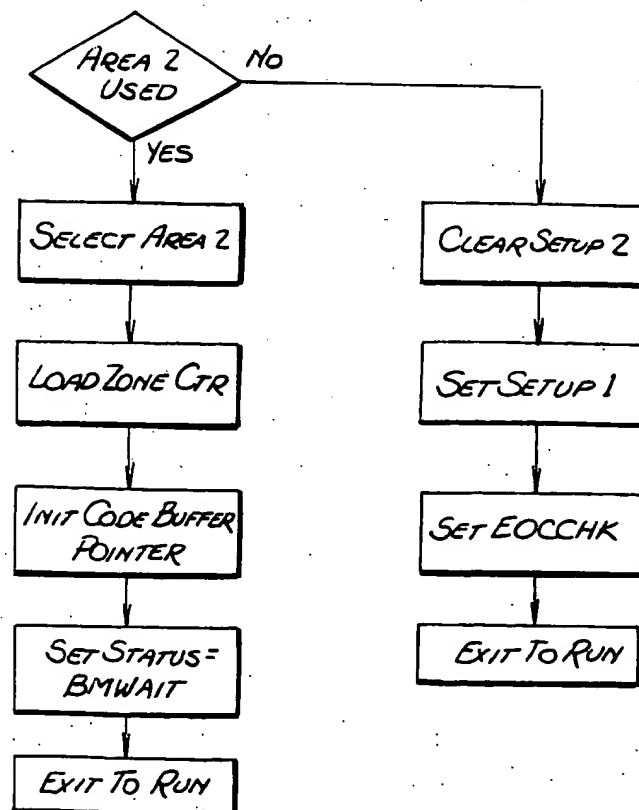 AREA 2
USED
NO
YES
SELECT AREA 2
LOAD ZONE CTR
INIT CODE BUFFER
POINTER
SET STATUS=
BMWAIT
EXIT TO RUN
CLEAR SETUP 2
SET SETUP 1
SET EOCCHK
EXIT TO RUN